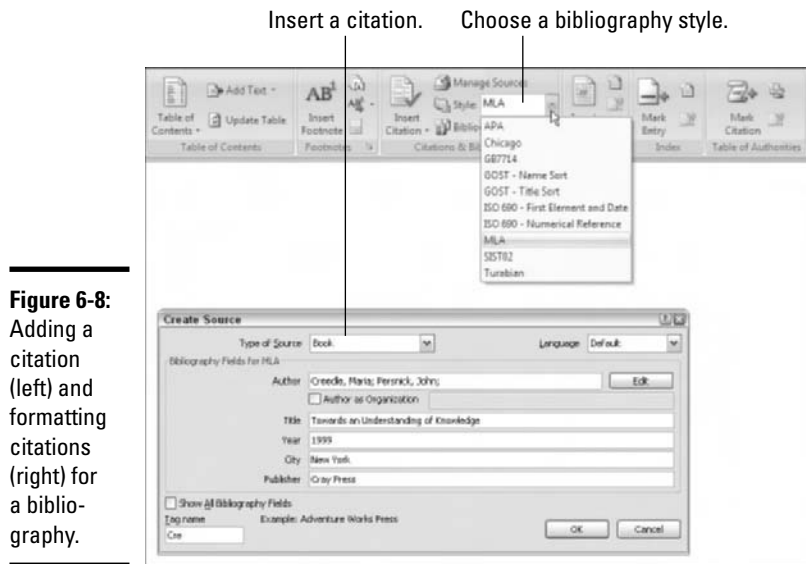 Insert a citation.
Choose a bibliography style.
Add Text
Manage Sources
AB1
Style: MLA
Table of
Contents
Update Table
Insert
Footnote
Insert
Citation
Biblio
Mark
Entry
Mark
Citation
Table of Contents
Footnotes
Citations & Bib
Index
Table of Authorities
APA
Chicago
GB7714
GOST - Name Sort
GOST - Title Sort
ISO 690 - First Element and Date
ISO 690 - Numerical Reference
MLA
SIST02
Turabian
Figure 6-8:
Adding a
citation
(left) and
formatting
citations
(right) for
a biblio-
graphy.
Create Source
Type of Source Book Language Default
Bibliography Fields for MLA
Author Creedle, Maria; Persnick, John; Edit
Author as Organization
Title Towards an Understanding of Knowledge
Year 1999
City New York
Publisher Cray Press
Show All Bibliography Fields
Tag name Example: Adventure Works Press
Cre
OK Cancel